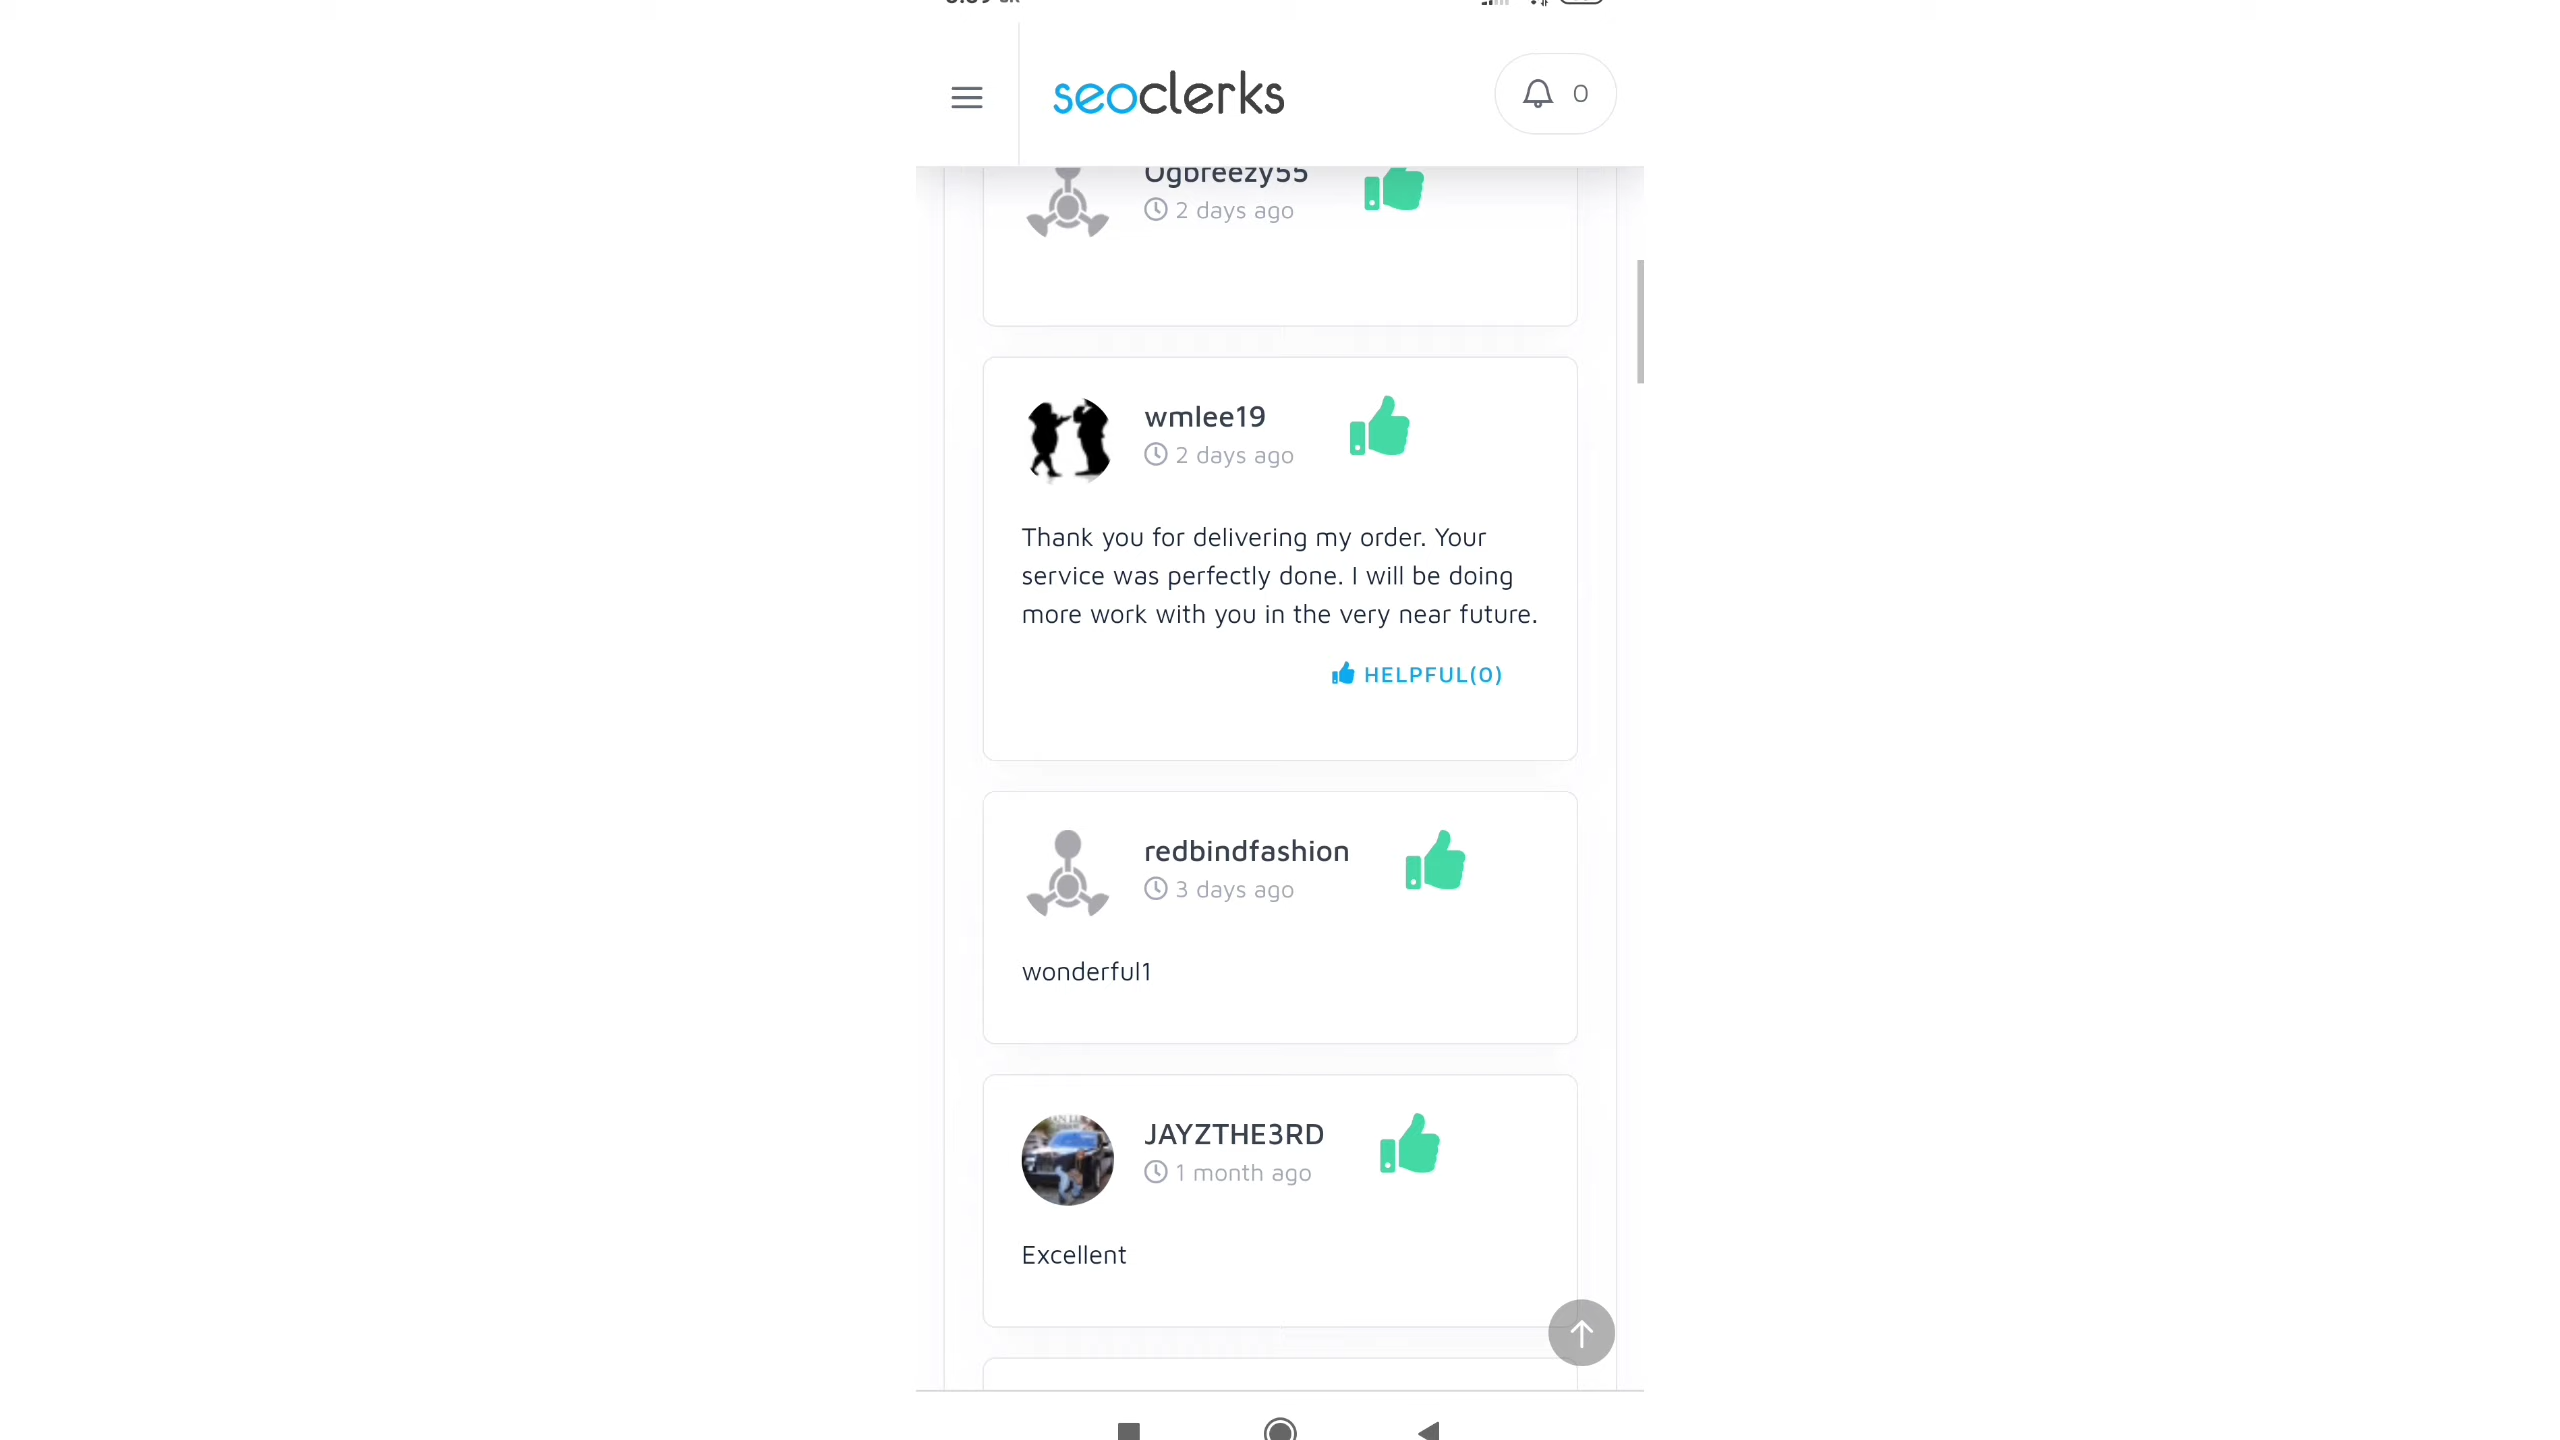 seoclerks
0
Ogbreezy55
2 days ago
wmlee19
2 days ago
Thank you for delivering my order. Your
service was perfectly done. I will be doing
more work with you in the very near future.
HELPFUL(0)
redbindfashion
3 days ago
wonderful1
JAYZTHE3RD
1 month ago
Excellent